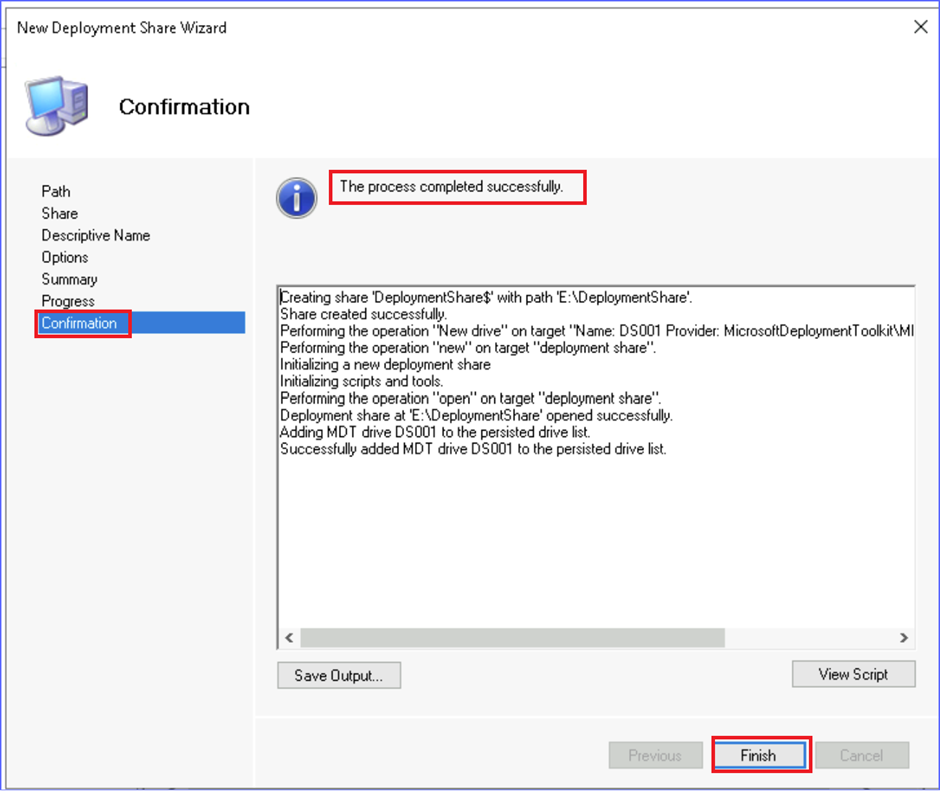 New Deployment Share Wizard
Confirmation
Path
Share
Descriptive Name
Options
Summary
Progress
Confirmation
The process completed successfully.
Creating share 'DeploymentShare$' with path 'E:\DeploymentShare'.
Share created successfully.
Performing the operation "New drive" on target "Name: DS001 Provider: MicrosoftDeploymentToolkit\MI
Performing the operation "new" on target "deployment share".
Initializing a new deployment share
Initializing scripts and tools.
Performing the operation "open" on target "deployment share".
Deployment share at 'E:\DeploymentShare' opened successfully.
Adding MDT drive DS001 to the persisted drive list.
Successfully added MDT drive DS001 to the persisted drive list.
Save Output...
View Script
Previous
Finish
Cancel